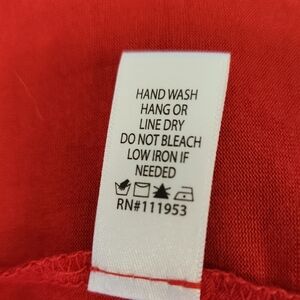 HAND WASH
HANG OR
LINE DRY
DO NOT BLEACH
LOW IRON IF
NEEDED
RN#111953